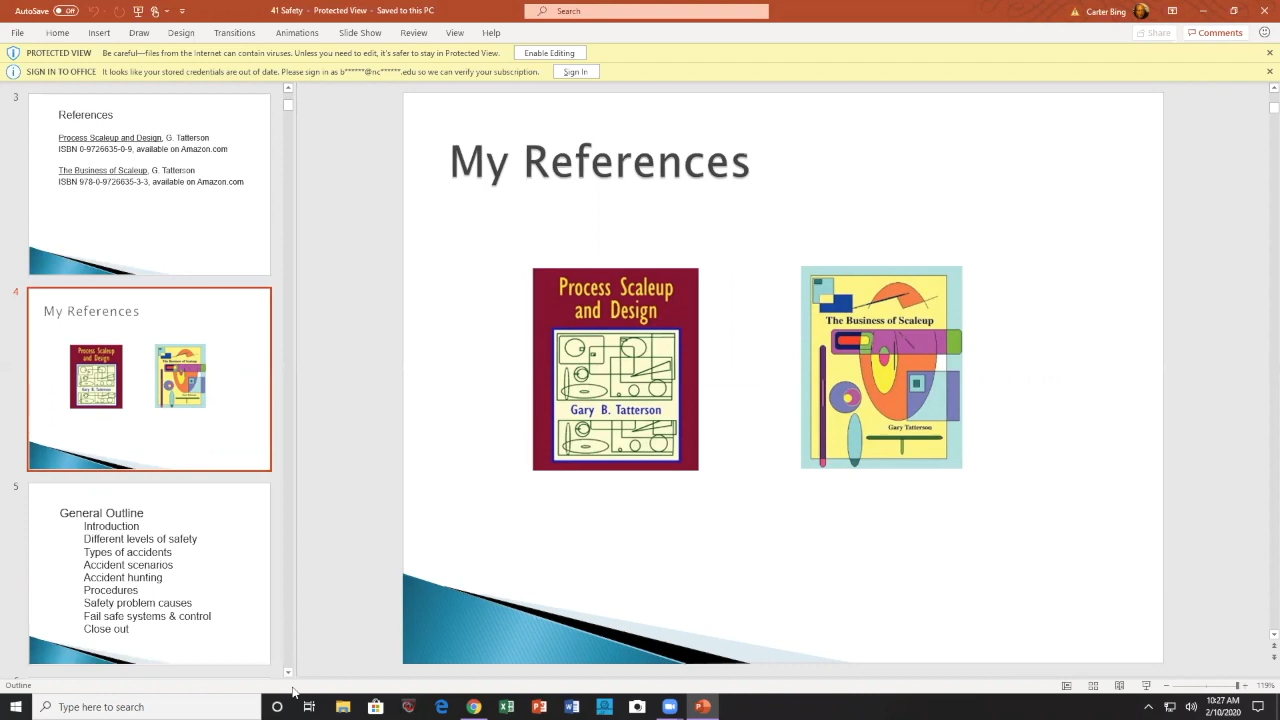 AutoSave Off
41 Safety - Protected View - Saved to this PC
Search
Carter Bing
File Home Insert Draw Design Transitions Animations Slide Show Review View Help
Share Comments
PROTECTED VIEW Be careful—files from the Internet can contain viruses. Unless you need to edit, it's safer to stay in Protected View. Enable Editing
SIGN IN TO OFFICE It looks like your stored credentials are out of date. Please sign in as b******@nc******.edu so we can verify your subscription. Sign In
3
References
Process Scaleup and Design, G. Tatterson
ISBN 0-9726635-0-9, available on Amazon.com
The Business of Scaleup, G. Tatterson
ISBN 978-0-9726635-3-3, available on Amazon.com
4
My References
Process Scaleup
and Design
Gary B. Tatterson
5
General Outline
Introduction
Different levels of safety
Types of accidents
Accident scenarios
Accident hunting
Procedures
Safety problem causes
Fail safe systems & control
Close out
My References
Process Scaleup
and Design
Gary B. Tatterson
The Business of Scaleup
Gary Tatterson
Outline
119%
Type here to search
10:27 AM
2/10/2020